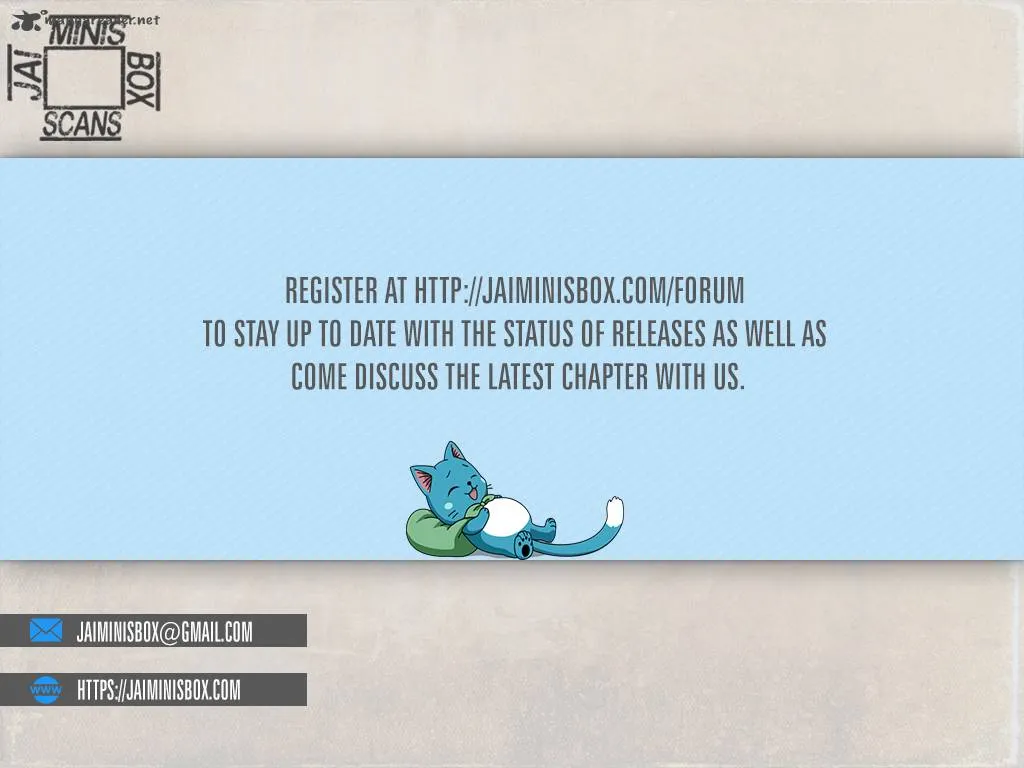 MINIS
JAI
BOX
SCANS
REGISTER AT HTTP://JAIMINISBOX.COM/FORUM
TO STAY UP TO DATE WITH THE STATUS OF RELEASES AS WELL AS
COME DISCUSS THE LATEST CHAPTER WITH US.
JAIMINISBOX@GMAIL.COM
WWW
HTTPS://JAIMINISBOX.COM